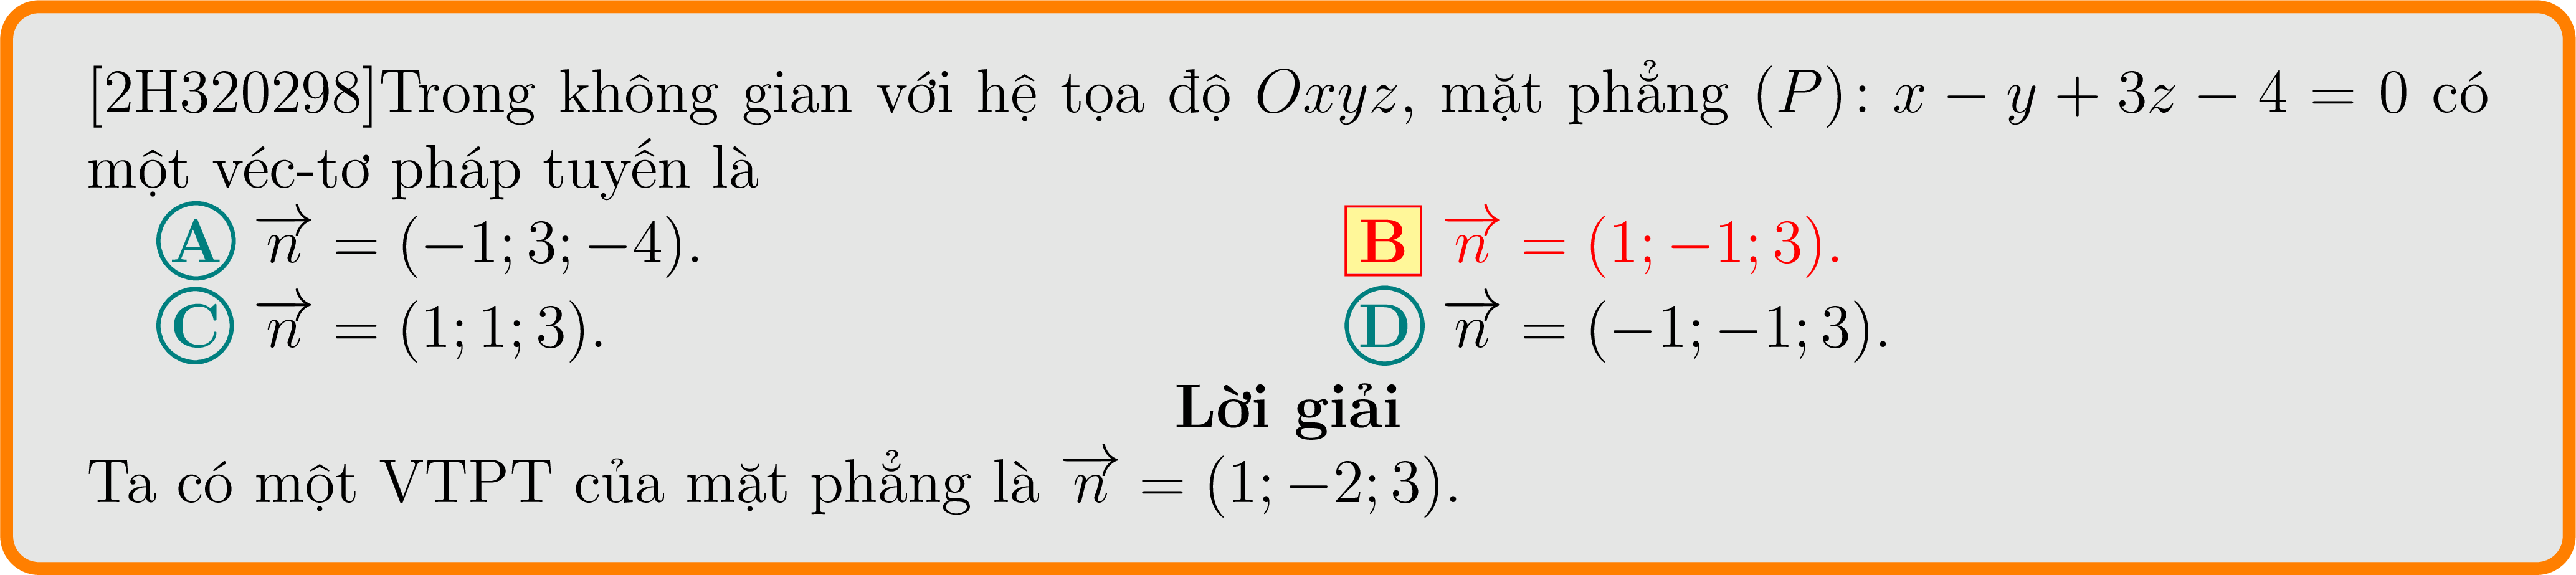 [2H320298]Trong không gian với hệ tọa độ Oxyz, mặt phẳng (P): x − y + 3z − 4 = 0 có
một véc-tơ pháp tuyến là
A $\overrightarrow{n}$ = (−1; 3; −4). B $\overrightarrow{n}$ = (1; −1; 3).
C $\overrightarrow{n}$ = (1; 1; 3). D $\overrightarrow{n}$ = (−1; −1; 3).
Lời giải
Ta có một VTPT của mặt phẳng là $\overrightarrow{n}$ = (1; −2; 3).